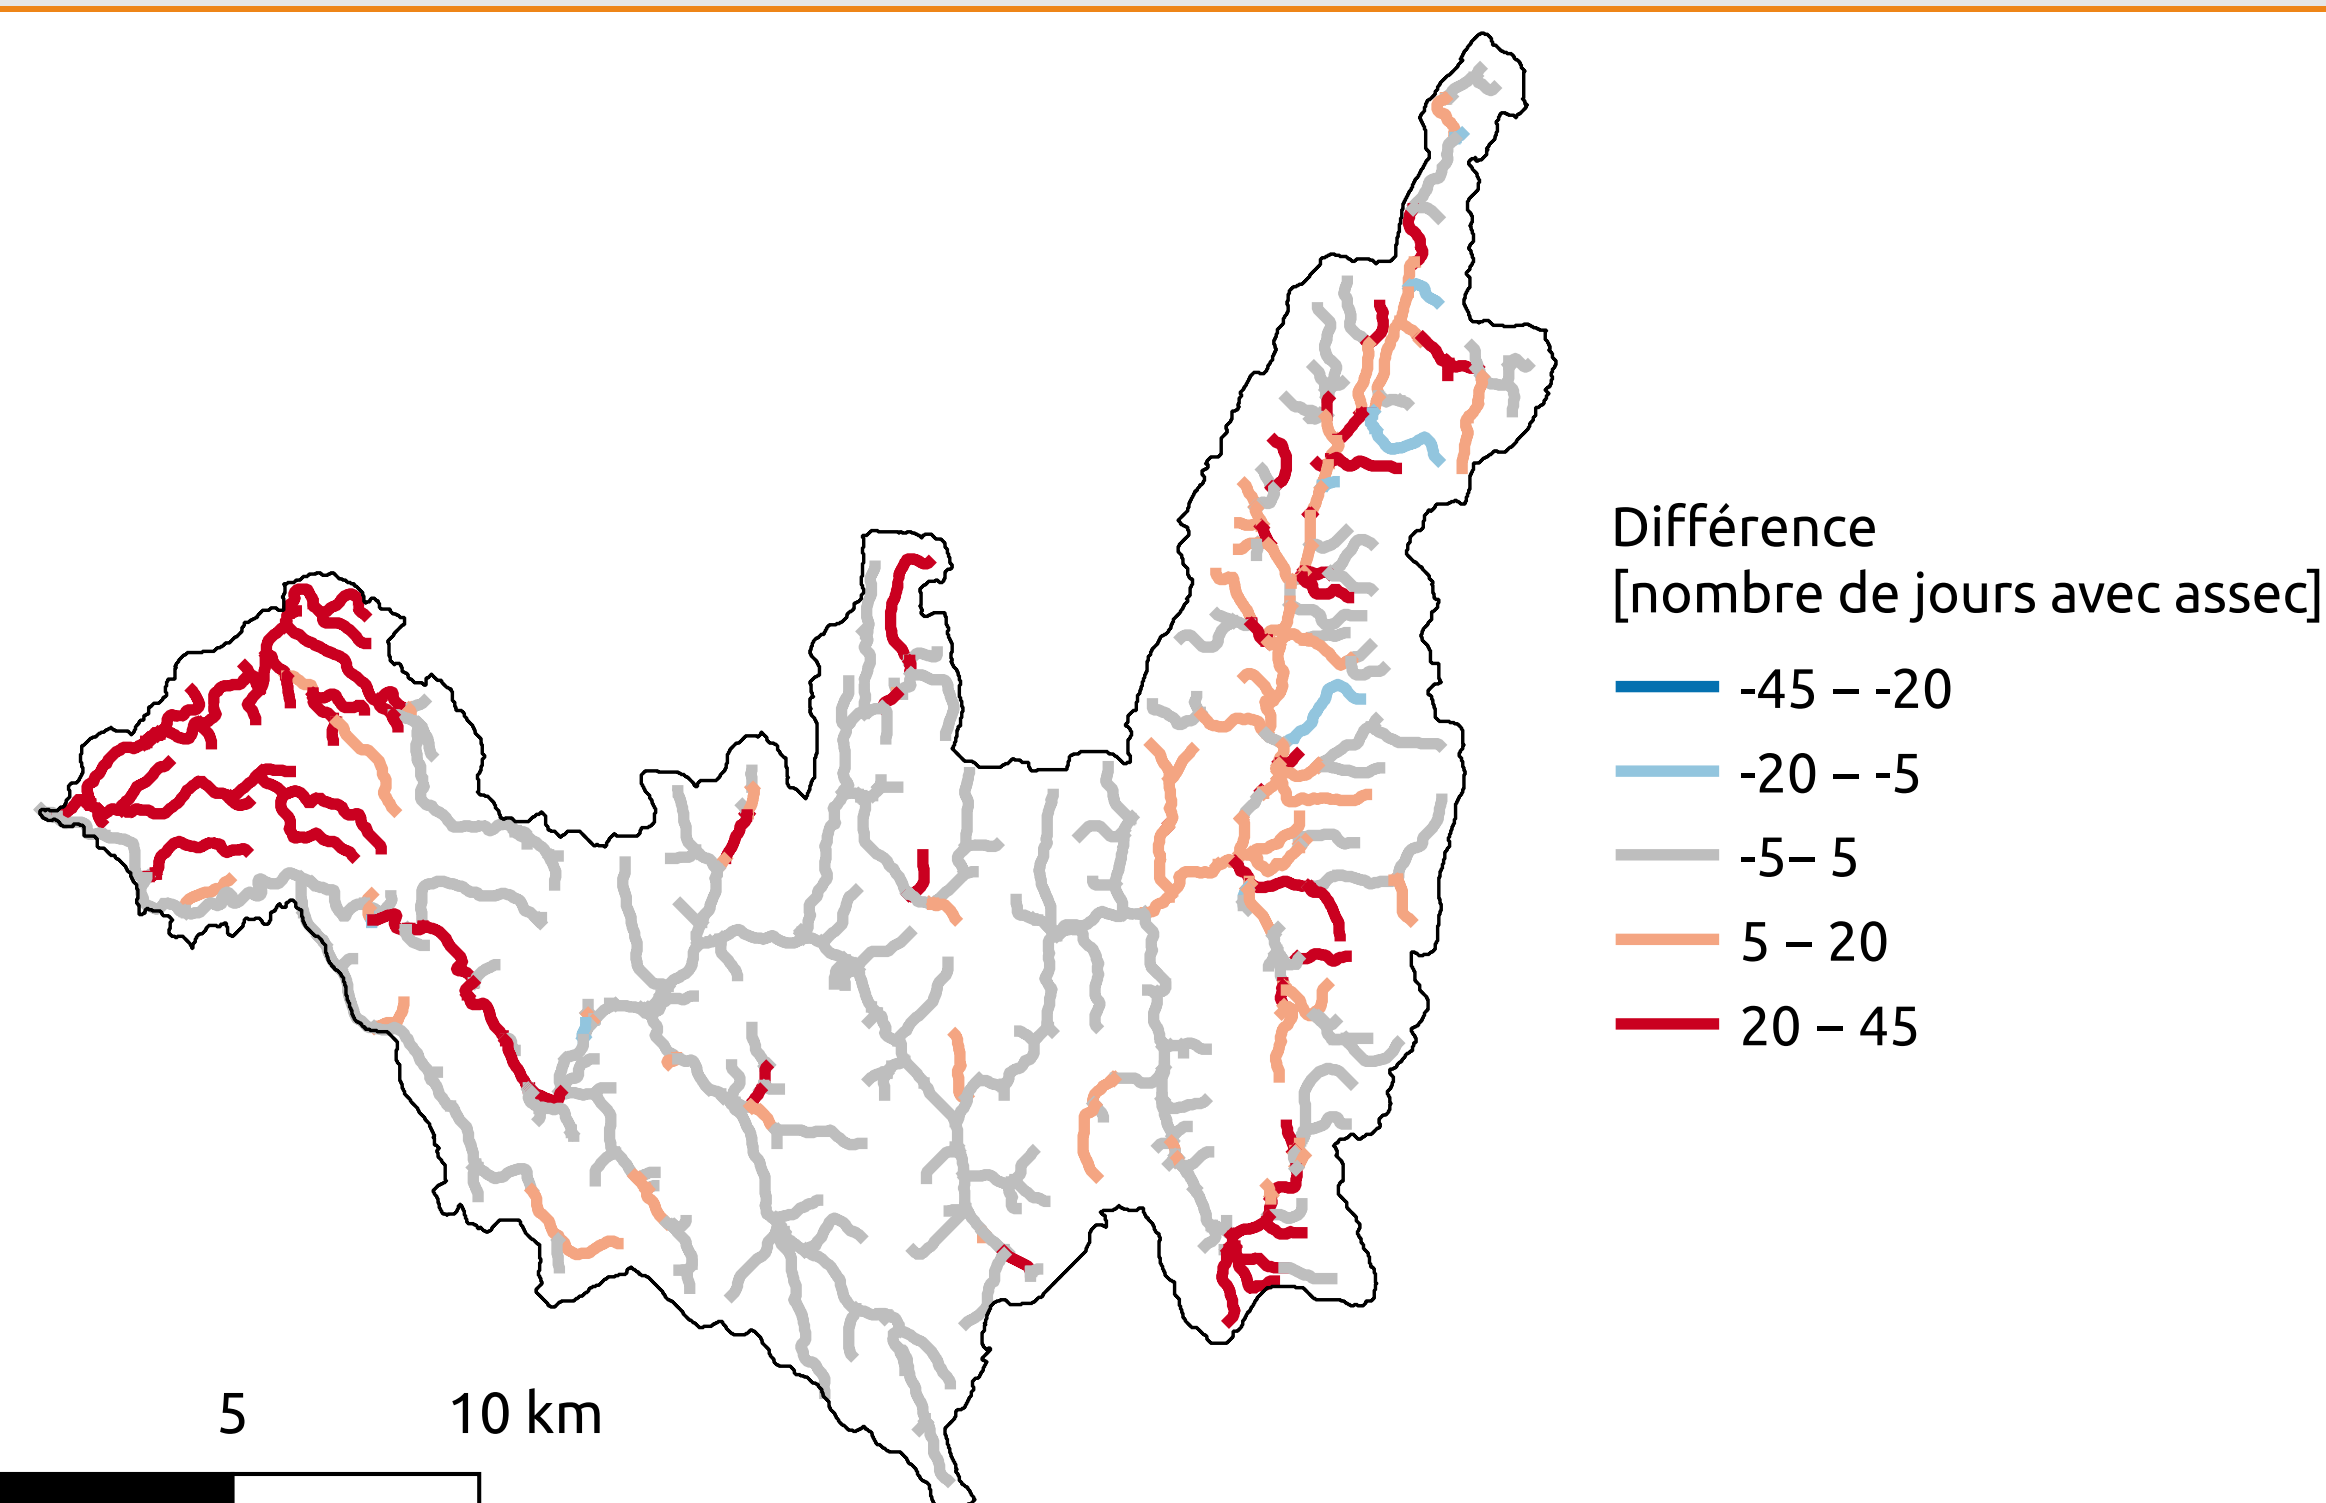 Différence
[nombre de jours avec assec]
-45 – -20
-20 – -5
-5– 5
5 – 20
20 – 45
5 10 km